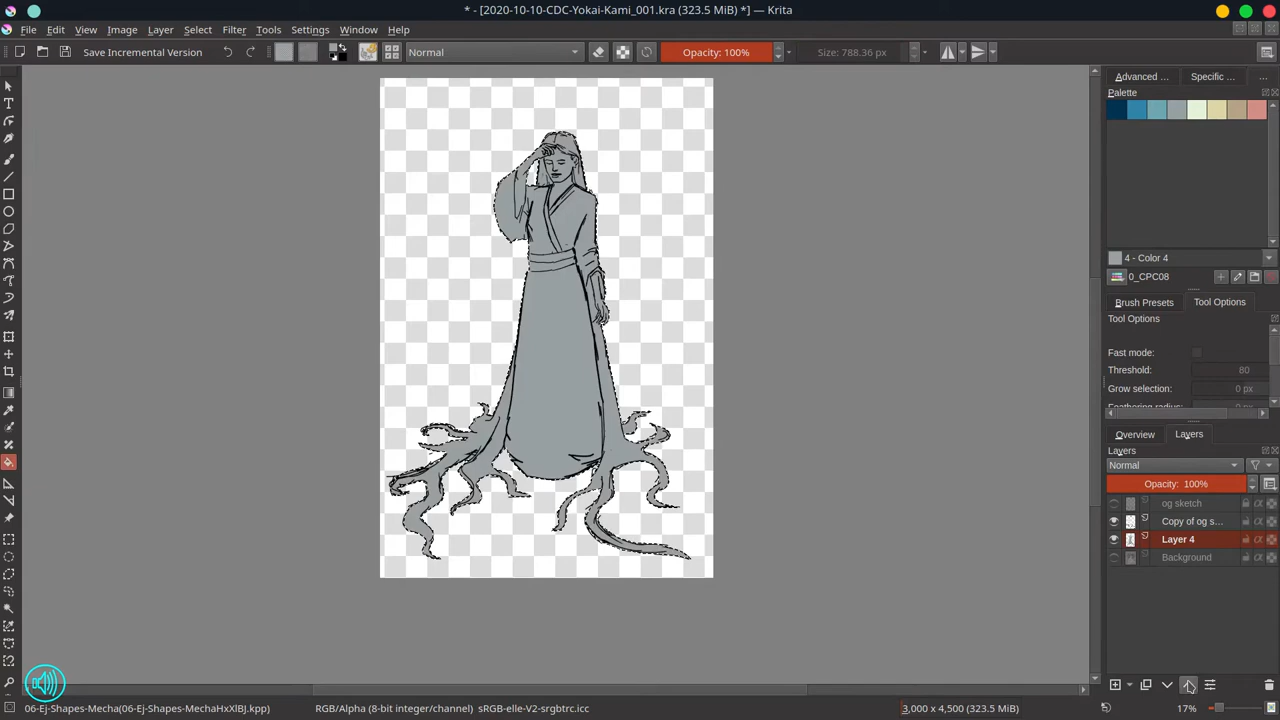 * - [2020-10-10-CDC-Yokai-Kami_001.kra (323.5 MiB) *] — Krita
File Edit View Image Layer Select Filter Tools Settings Window Help
Save Incremental Version Normal Opacity: 100% Size: 788.36 px
Advanced ... Specific ... ...
Palette
4 - Color 4
0_CPC08
Brush Presets Tool Options
Tool Options
Fast mode:
Threshold: 80
Grow selection: 0 px
0 px
Overview Layers
Layers
Normal
Opacity: 100%
og sketch
Copy of og s...
Layer 4
Background
06-Ej-Shapes-Mecha(06-Ej-Shapes-MechaHxXlBJ.kpp) RGB/Alpha (8-bit integer/channel) sRGB-elle-V2-srgbtrc.icc 3,000 x 4,500 (323.5 MiB) 17%